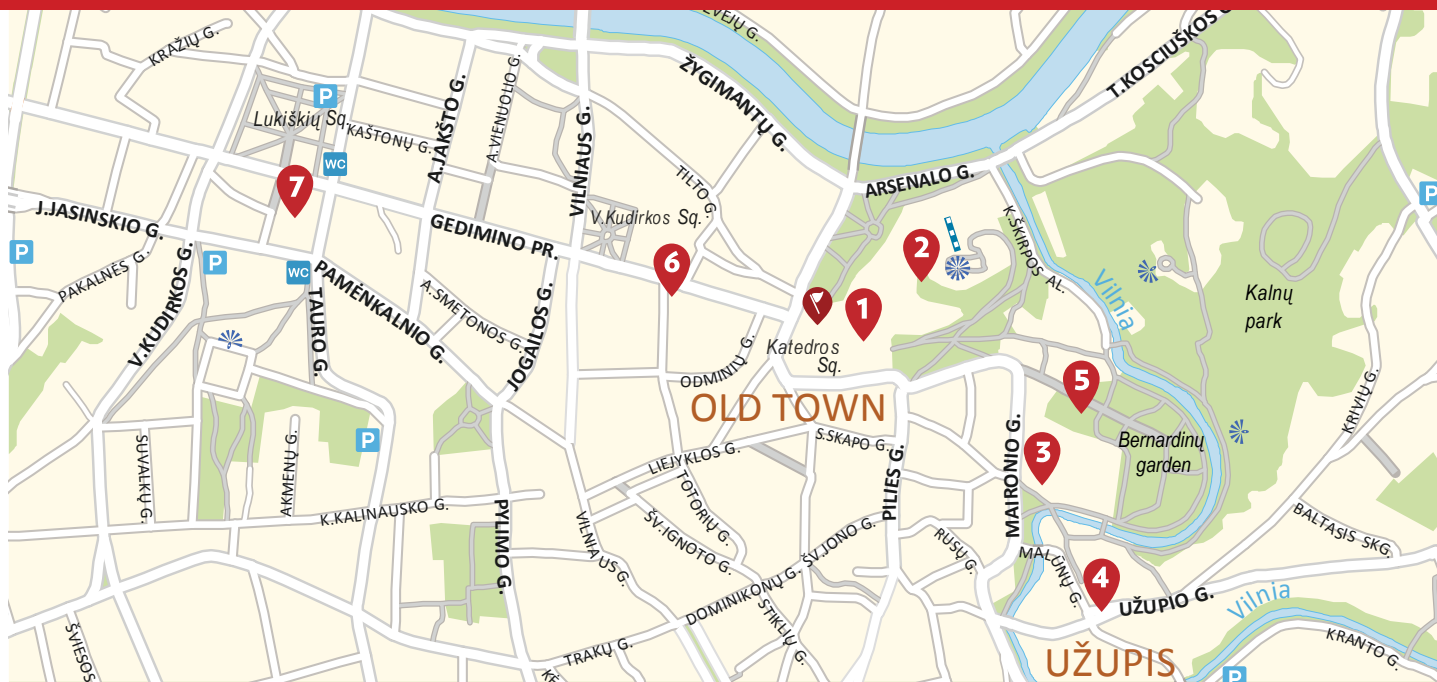 KRAŽIŲ G.
P
Lukiškių Sq.
KAŠTONŲ G.
WC
7
J.JASINSKIO G.
P
PAKALNĖS G.
V.KUDIRKOS G.
P
WC
PAMĖNKALNIO G.
TAURO G.
A.JAKŠTO G.
A.VIENUOLIO G.
VILNIAUS G.
GEDIMINO PR.
A.SMETONOS G.
JOGAILOS G.
V.Kudirkos Sq.
6
TILTO G.
ŽYGIMANTŲ G.
T.KOSCIUŠKOS G.
ARSENALO G.
2
1
Katedros
Sq.
ODMINIŲ G.
OLD TOWN
K.ŠKIRPOS AL.
Vilnia
Kalnų
park
P
5
Bernardinų
garden
3
MAIRONIO G.
PILIES G.
S.SKAPO G.
LIEJYKLOS G.
TOTORIŲ G.
ŠV.IGNOTO G.
VILNIAUS G.
DOMINIKONŲ G.
ŠV.JONO G.
STIKLIŲ G.
TRAKŲ G.
PYLIMO G.
K.KALINAUSKO G.
AKMENŲ G.
SUVALKŲ G.
P
ŠVIESOS
RUSŲ G.
MALŪNŲ G.
4
UŽUPIO G.
UŽUPIS
Vilnia
P
KRANTO G.
BALTASIS SKG.
KRIVIŲ G.